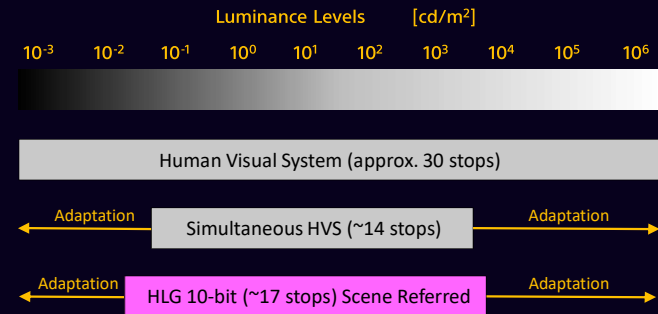 Luminance Levels [cd/m²]
10⁻³ 10⁻² 10⁻¹ 10⁰ 10¹ 10² 10³ 10⁴ 10⁵ 10⁶
Human Visual System (approx. 30 stops)
Adaptation Simultaneous HVS (~14 stops) Adaptation
Adaptation HLG 10-bit (~17 stops) Scene Referred Adaptation